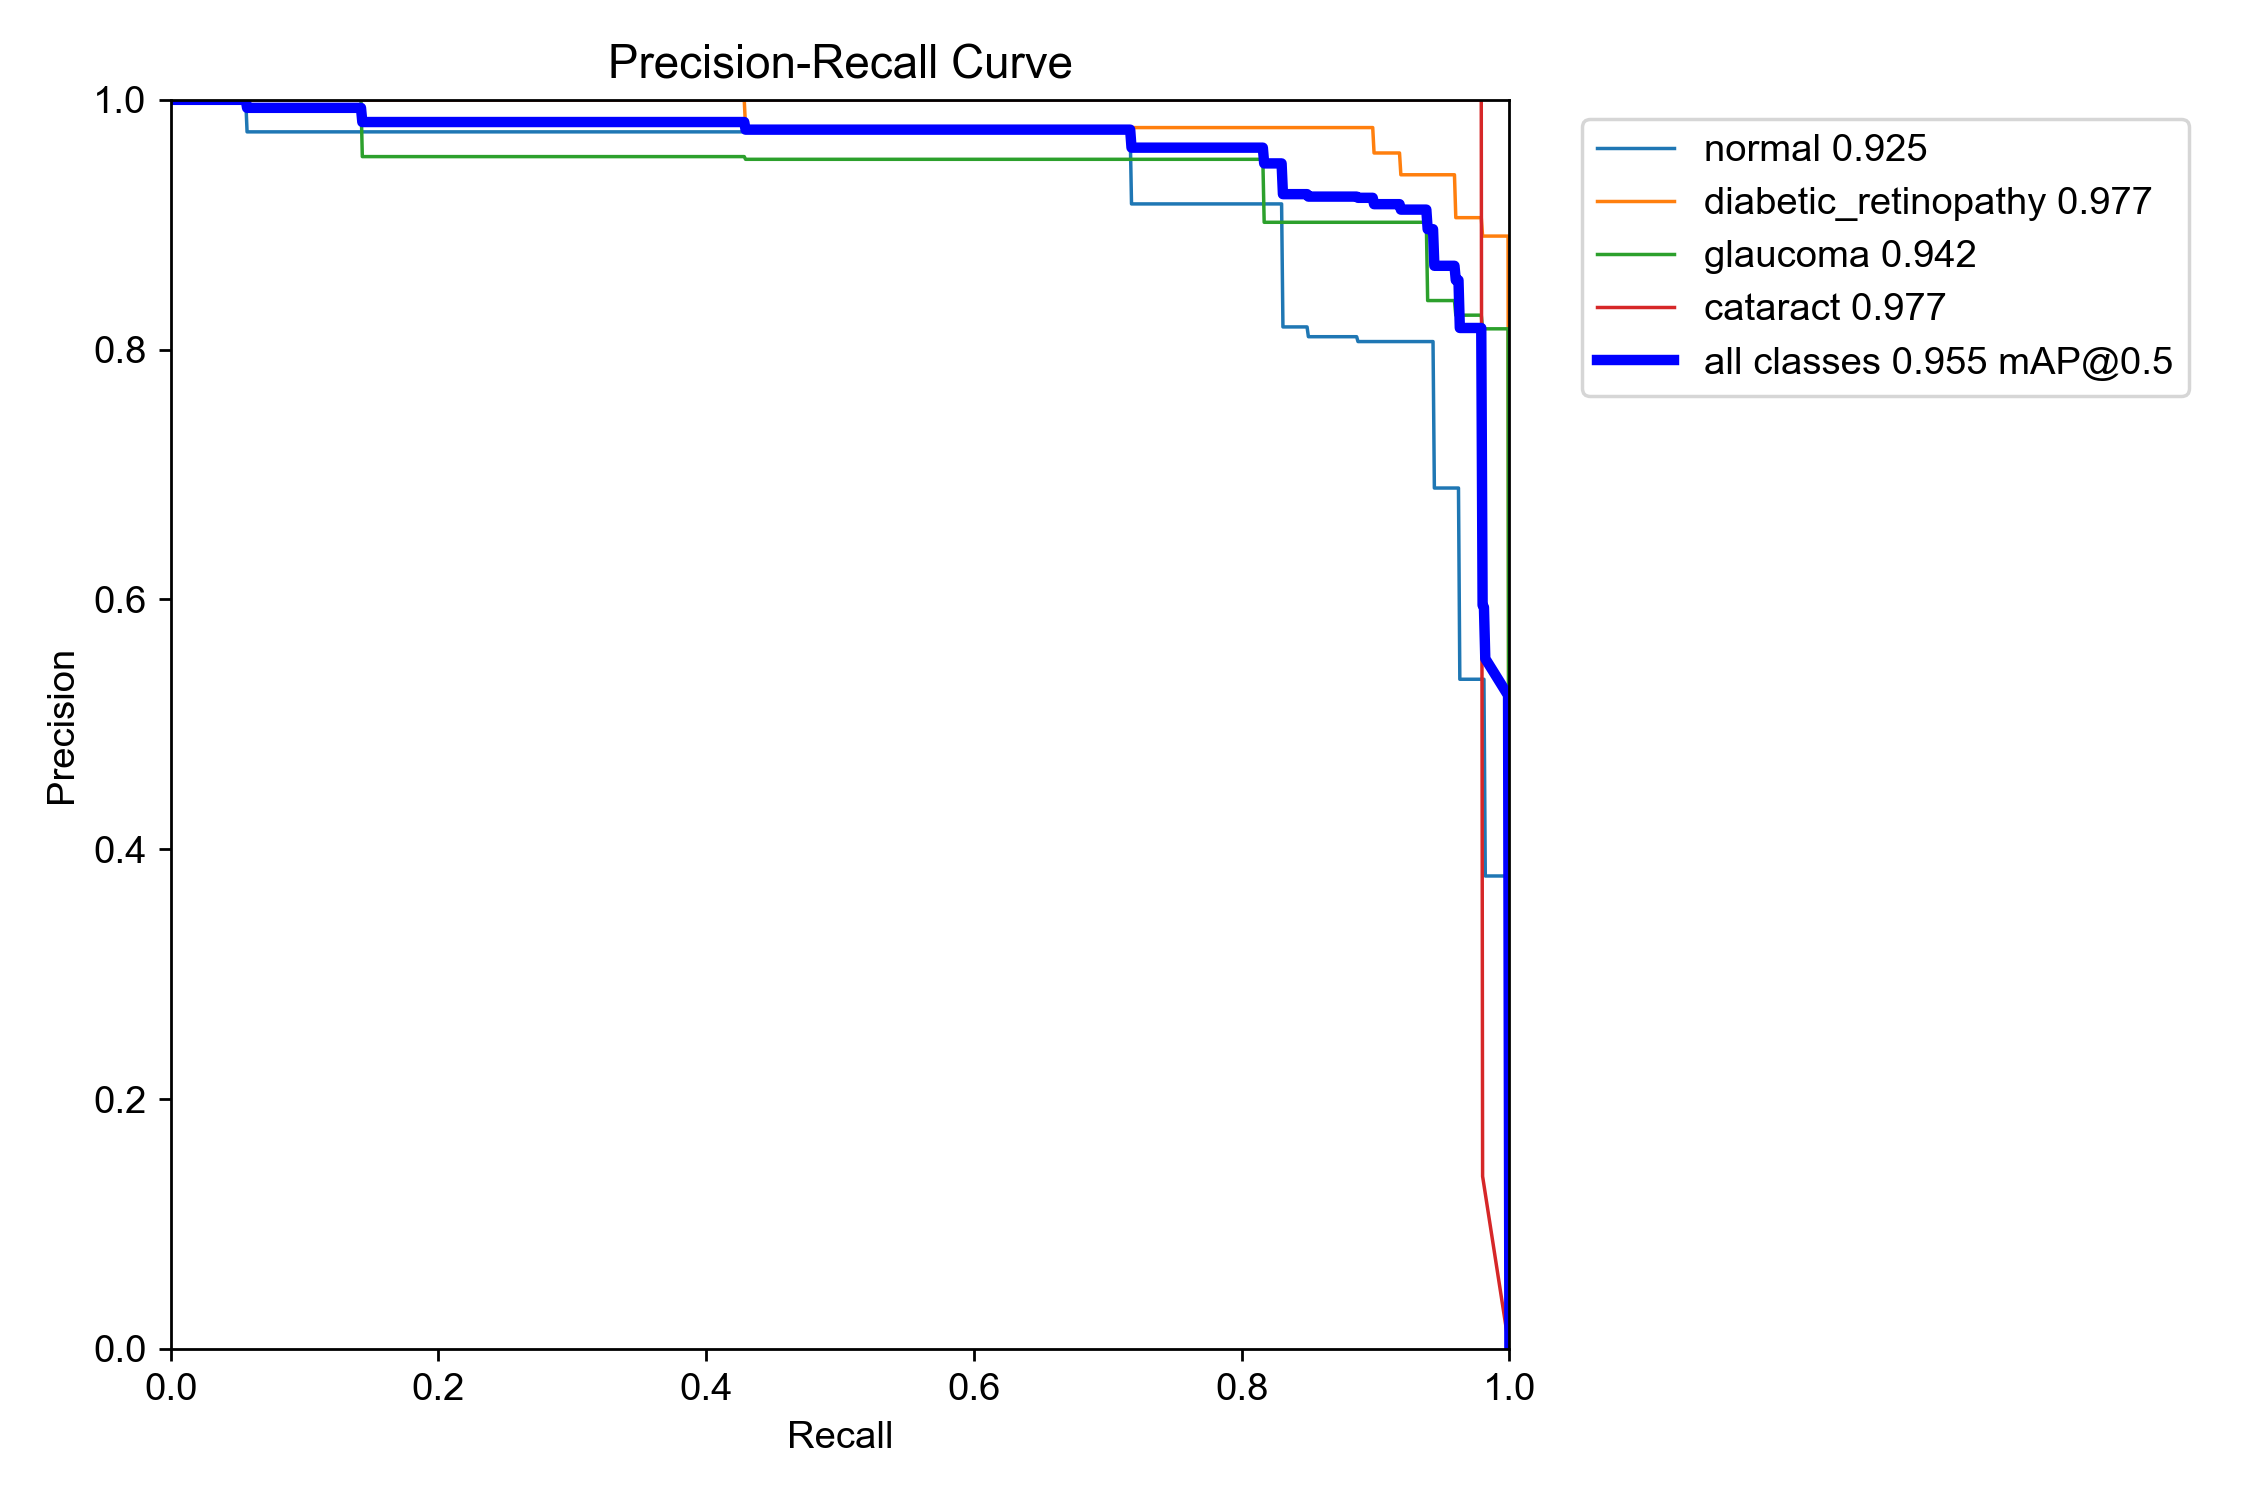 Precision-Recall Curve
1.0
0.8
0.6
0.4
0.2
0.0
Precision
0.0 0.2 0.4 0.6 0.8 1.0
Recall
normal 0.925
diabetic_retinopathy 0.977
glaucoma 0.942
cataract 0.977
all classes 0.955 mAP@0.5